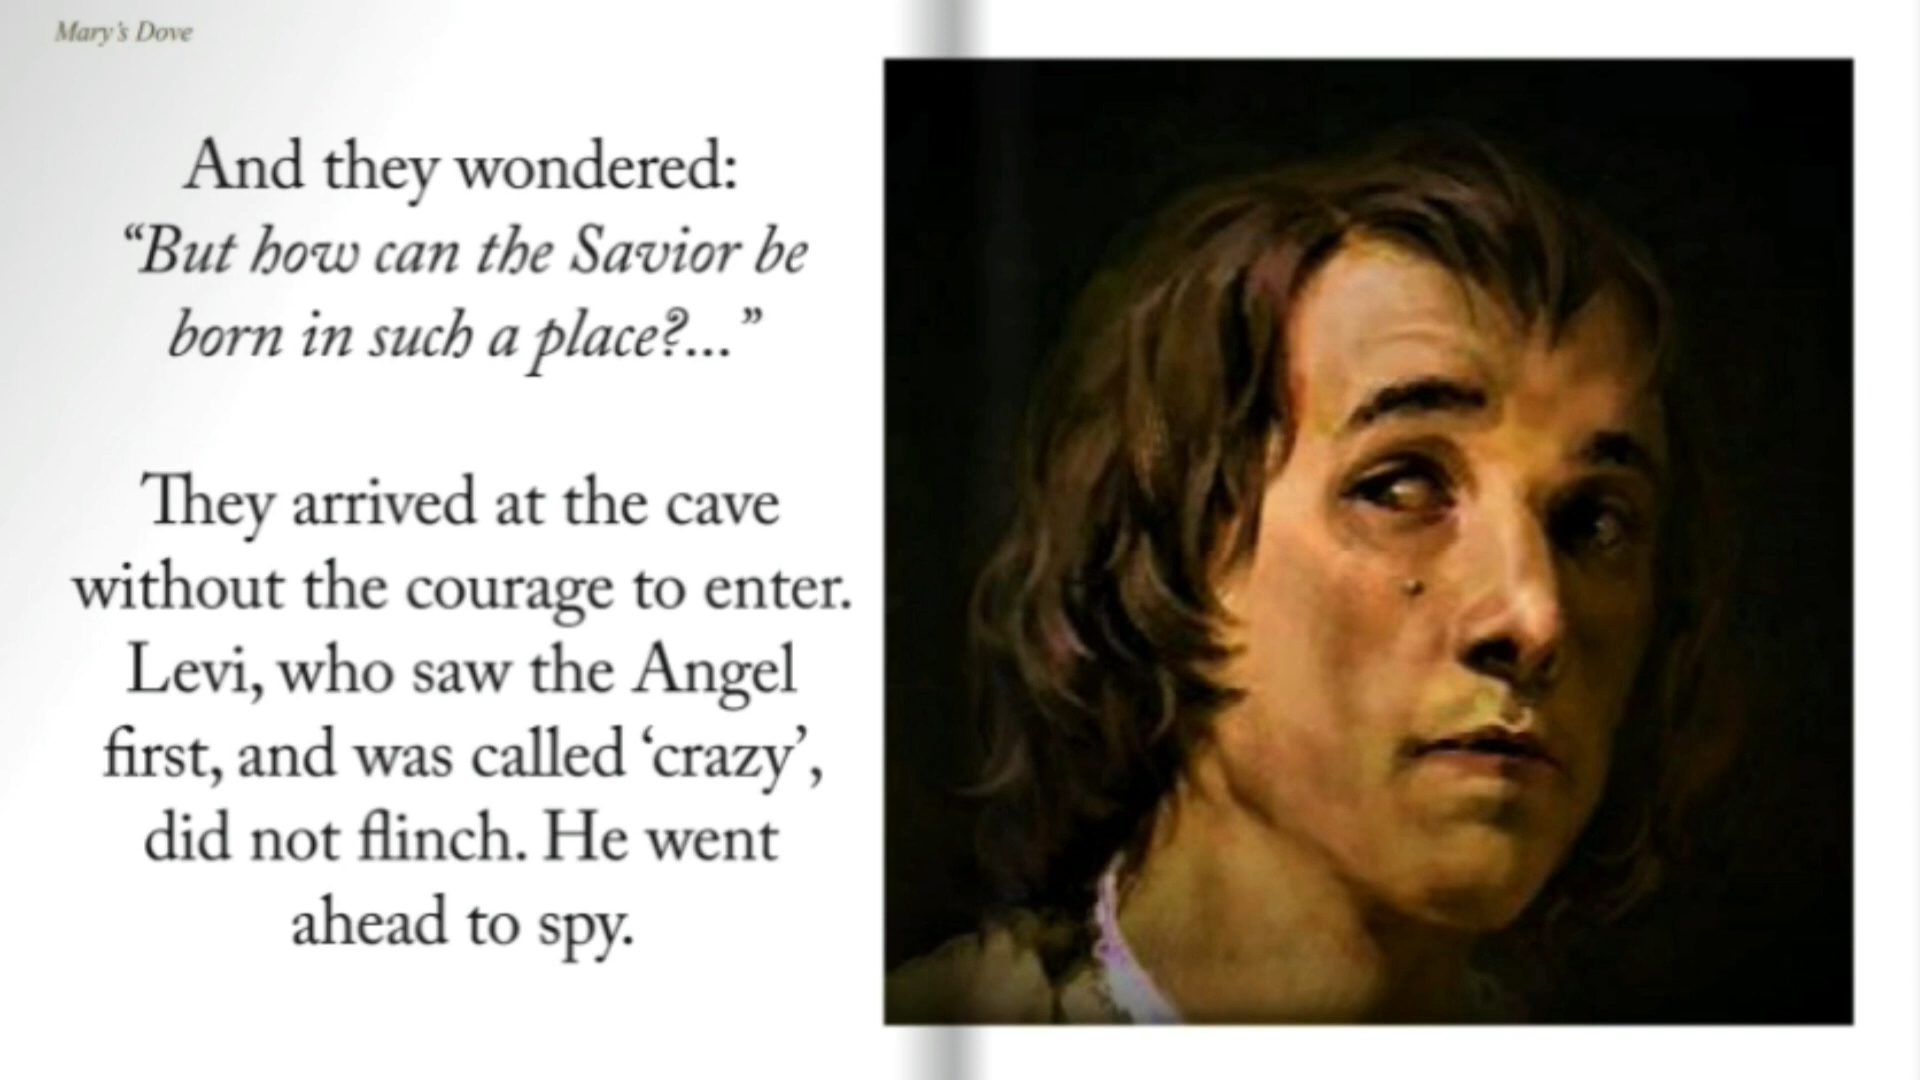 Mary's Dove
And they wondered:
“But how can the Savior be
born in such a place?...”
They arrived at the cave
without the courage to enter.
Levi, who saw the Angel
first, and was called ‘crazy’,
did not flinch. He went
ahead to spy.